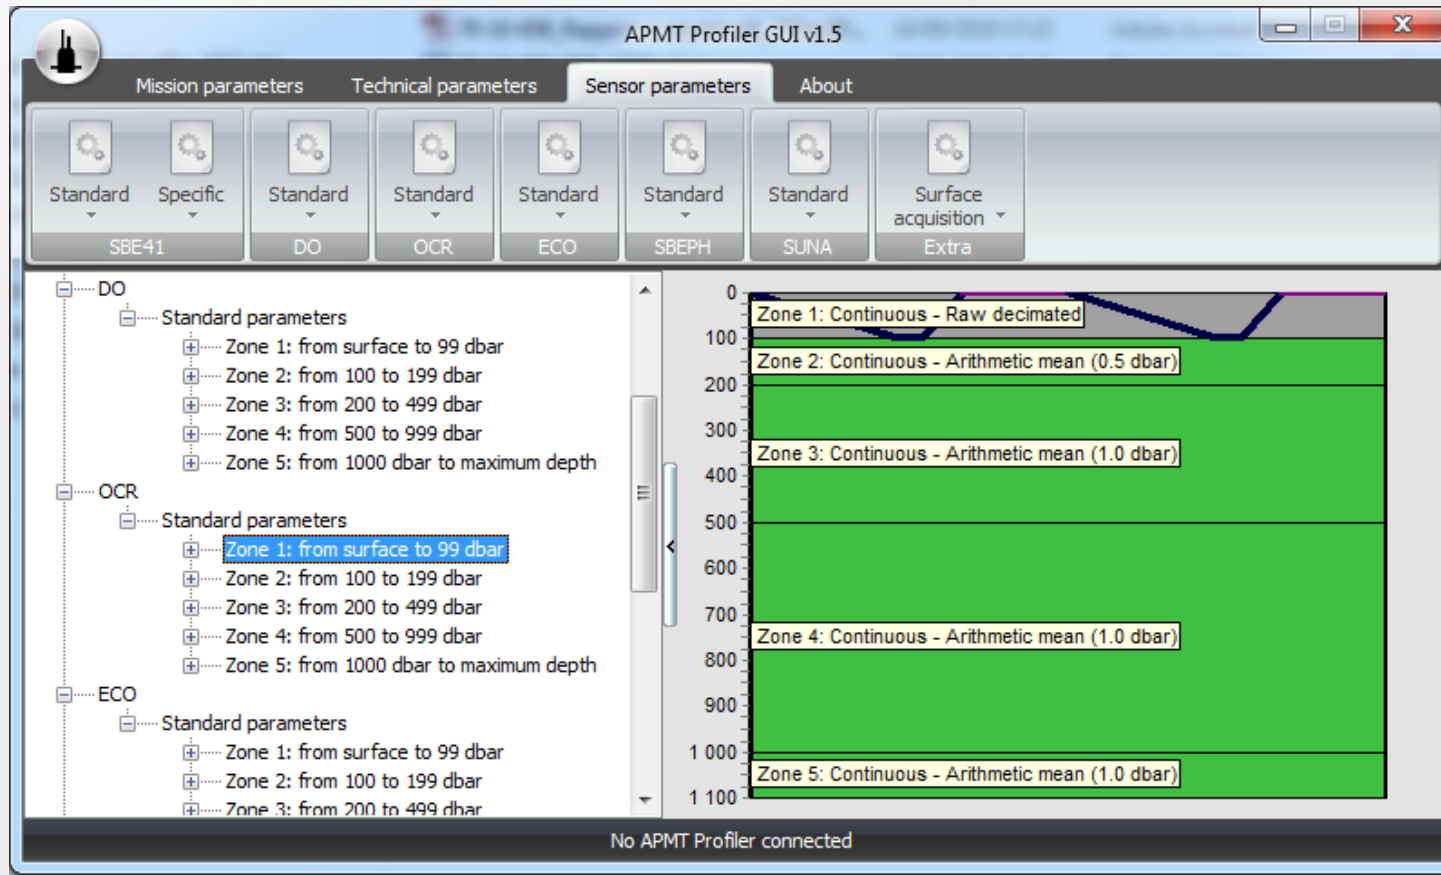 APMT Profiler GUI v1.5
Mission parameters Technical parameters Sensor parameters About
Standard Specific Standard Standard Standard Standard Standard Surface acquisition
SBE41 DO OCR ECO SBEPH SUNA Extra
DO
Standard parameters
Zone 1: from surface to 99 dbar
Zone 2: from 100 to 199 dbar
Zone 3: from 200 to 499 dbar
Zone 4: from 500 to 999 dbar
Zone 5: from 1000 dbar to maximum depth
OCR
Standard parameters
Zone 1: from surface to 99 dbar
Zone 2: from 100 to 199 dbar
Zone 3: from 200 to 499 dbar
Zone 4: from 500 to 999 dbar
Zone 5: from 1000 dbar to maximum depth
ECO
Standard parameters
Zone 1: from surface to 99 dbar
Zone 2: from 100 to 199 dbar
Zone 3: from 200 to 499 dbar
0
Zone 1: Continuous - Raw decimated
100
Zone 2: Continuous - Arithmetic mean (0.5 dbar)
200
300
Zone 3: Continuous - Arithmetic mean (1.0 dbar)
400
500
600
700
Zone 4: Continuous - Arithmetic mean (1.0 dbar)
800
900
1 000
Zone 5: Continuous - Arithmetic mean (1.0 dbar)
1 100
No APMT Profiler connected